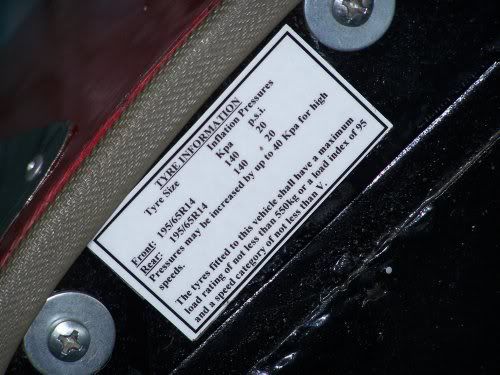 TYRE INFORMATION
Tyre Size Inflation Pressures
Kpa p.s.i.
Front: 195/65R14 140 20
Rear: 195/65R14 140 20
Pressures may be increased by up to 40 Kpa for high
speeds.
The tyres fitted to this vehicle shall have a maximum
load rating of not less than 550kg or a load index of 95
and a speed category of not less than V.